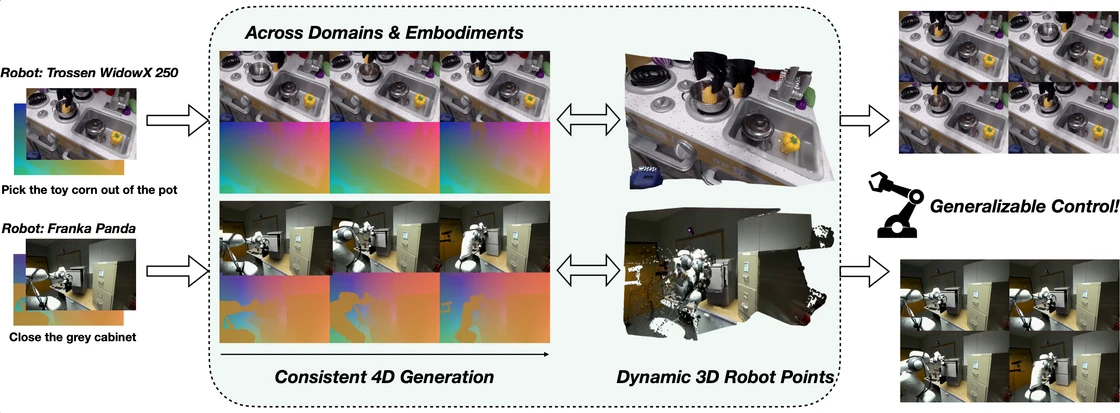 Across Domains & Embodiments
Robot: Trossen WidowX 250
Pick the toy corn out of the pot
Robot: Franka Panda
Close the grey cabinet
Consistent 4D Generation
Dynamic 3D Robot Points
Generalizable Control!